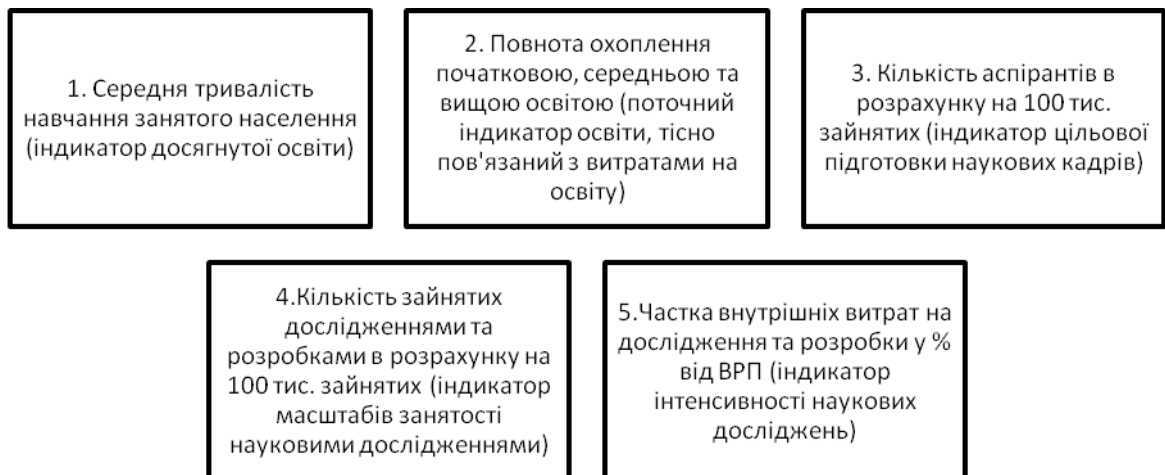 1. Середня тривалість
навчання занятого населення
(індикатор досягнутої освіти)
2. Повнота охоплення
початковою, середньою та
вищою освітою (поточний
індикатор освіти, тісно
пов'язаний з витратами на
освіту)
3. Кількість аспірантів в
розрахунку на 100 тис.
зайнятих (індикатор цільової
підготовки наукових кадрів)
4.Кількість зайнятих
дослідженнями та
розробками в розрахунку на
100 тис. зайнятих (індикатор
масштабів занятості
науковими дослідженнями)
5.Частка внутрішніх витрат на
дослідження та розробки у %
від ВРП (індикатор
інтенсивності наукових
досліджень)